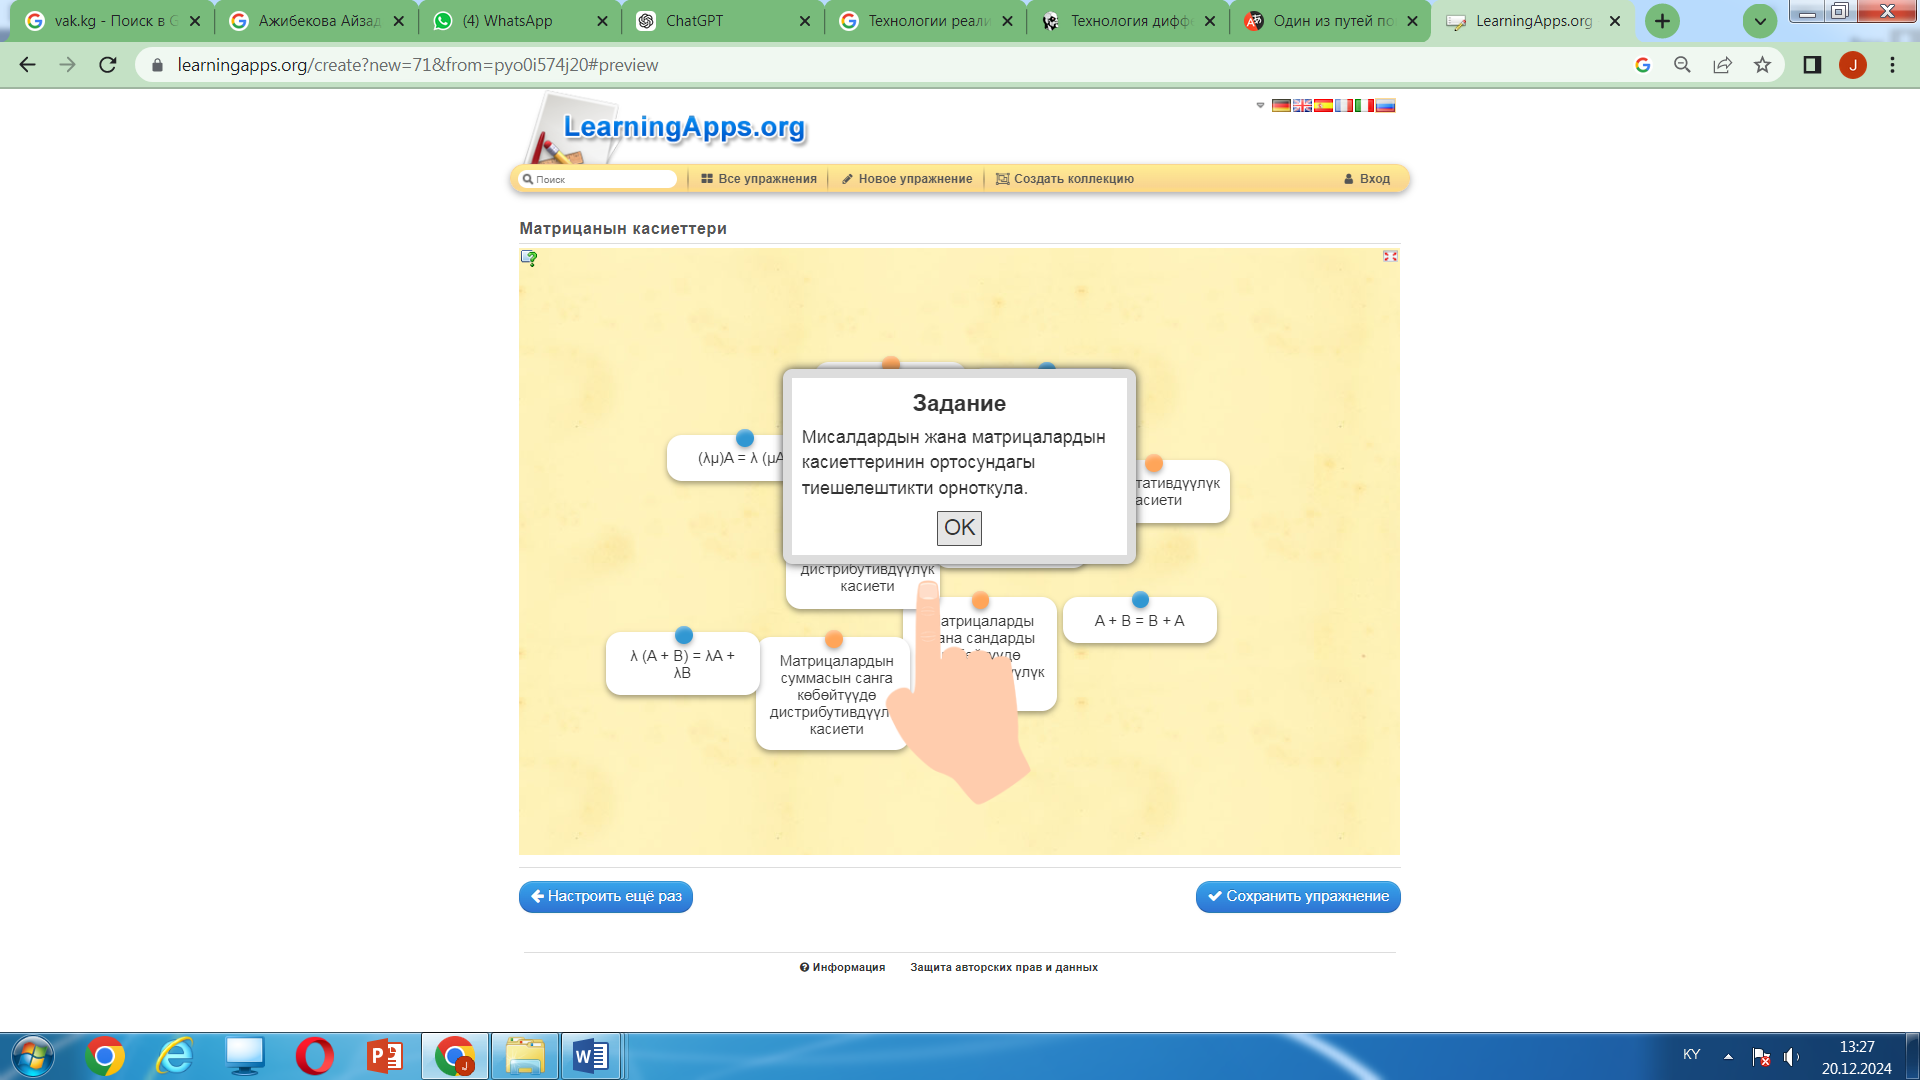 vak.kg - Поиск в G
Ажибекова Айзад
(4) WhatsApp
ChatGPT
Технологии реали
Технология диффе
Один из путей по
LearningApps.org
learningapps.org/create?new=71&from=pyo0i574j20#preview
J
LearningApps.org
Поиск
Все упражнения
Новое упражнение
Создать коллекцию
Вход
Матрицанын касиеттери
Задание
Мисалдардын жана матрицалардын
касиеттеринин ортосундагы
тиешелештикти орноткула.
OK
(λμ)A = λ (μA
тативдүүлүк
асиети
дистрибутивдүүлүк
касиети
атрицаларды
ана сандарды
A + B = B + A
λ (A + B) = λA +
λB
Матрицалардын
суммасын санга
көбөйтүүдө
дистрибутивдүүл
касиети
Настроить ещё раз
Сохранить упражнение
Информация
Защита авторских прав и данных
KY
13:27
20.12.2024